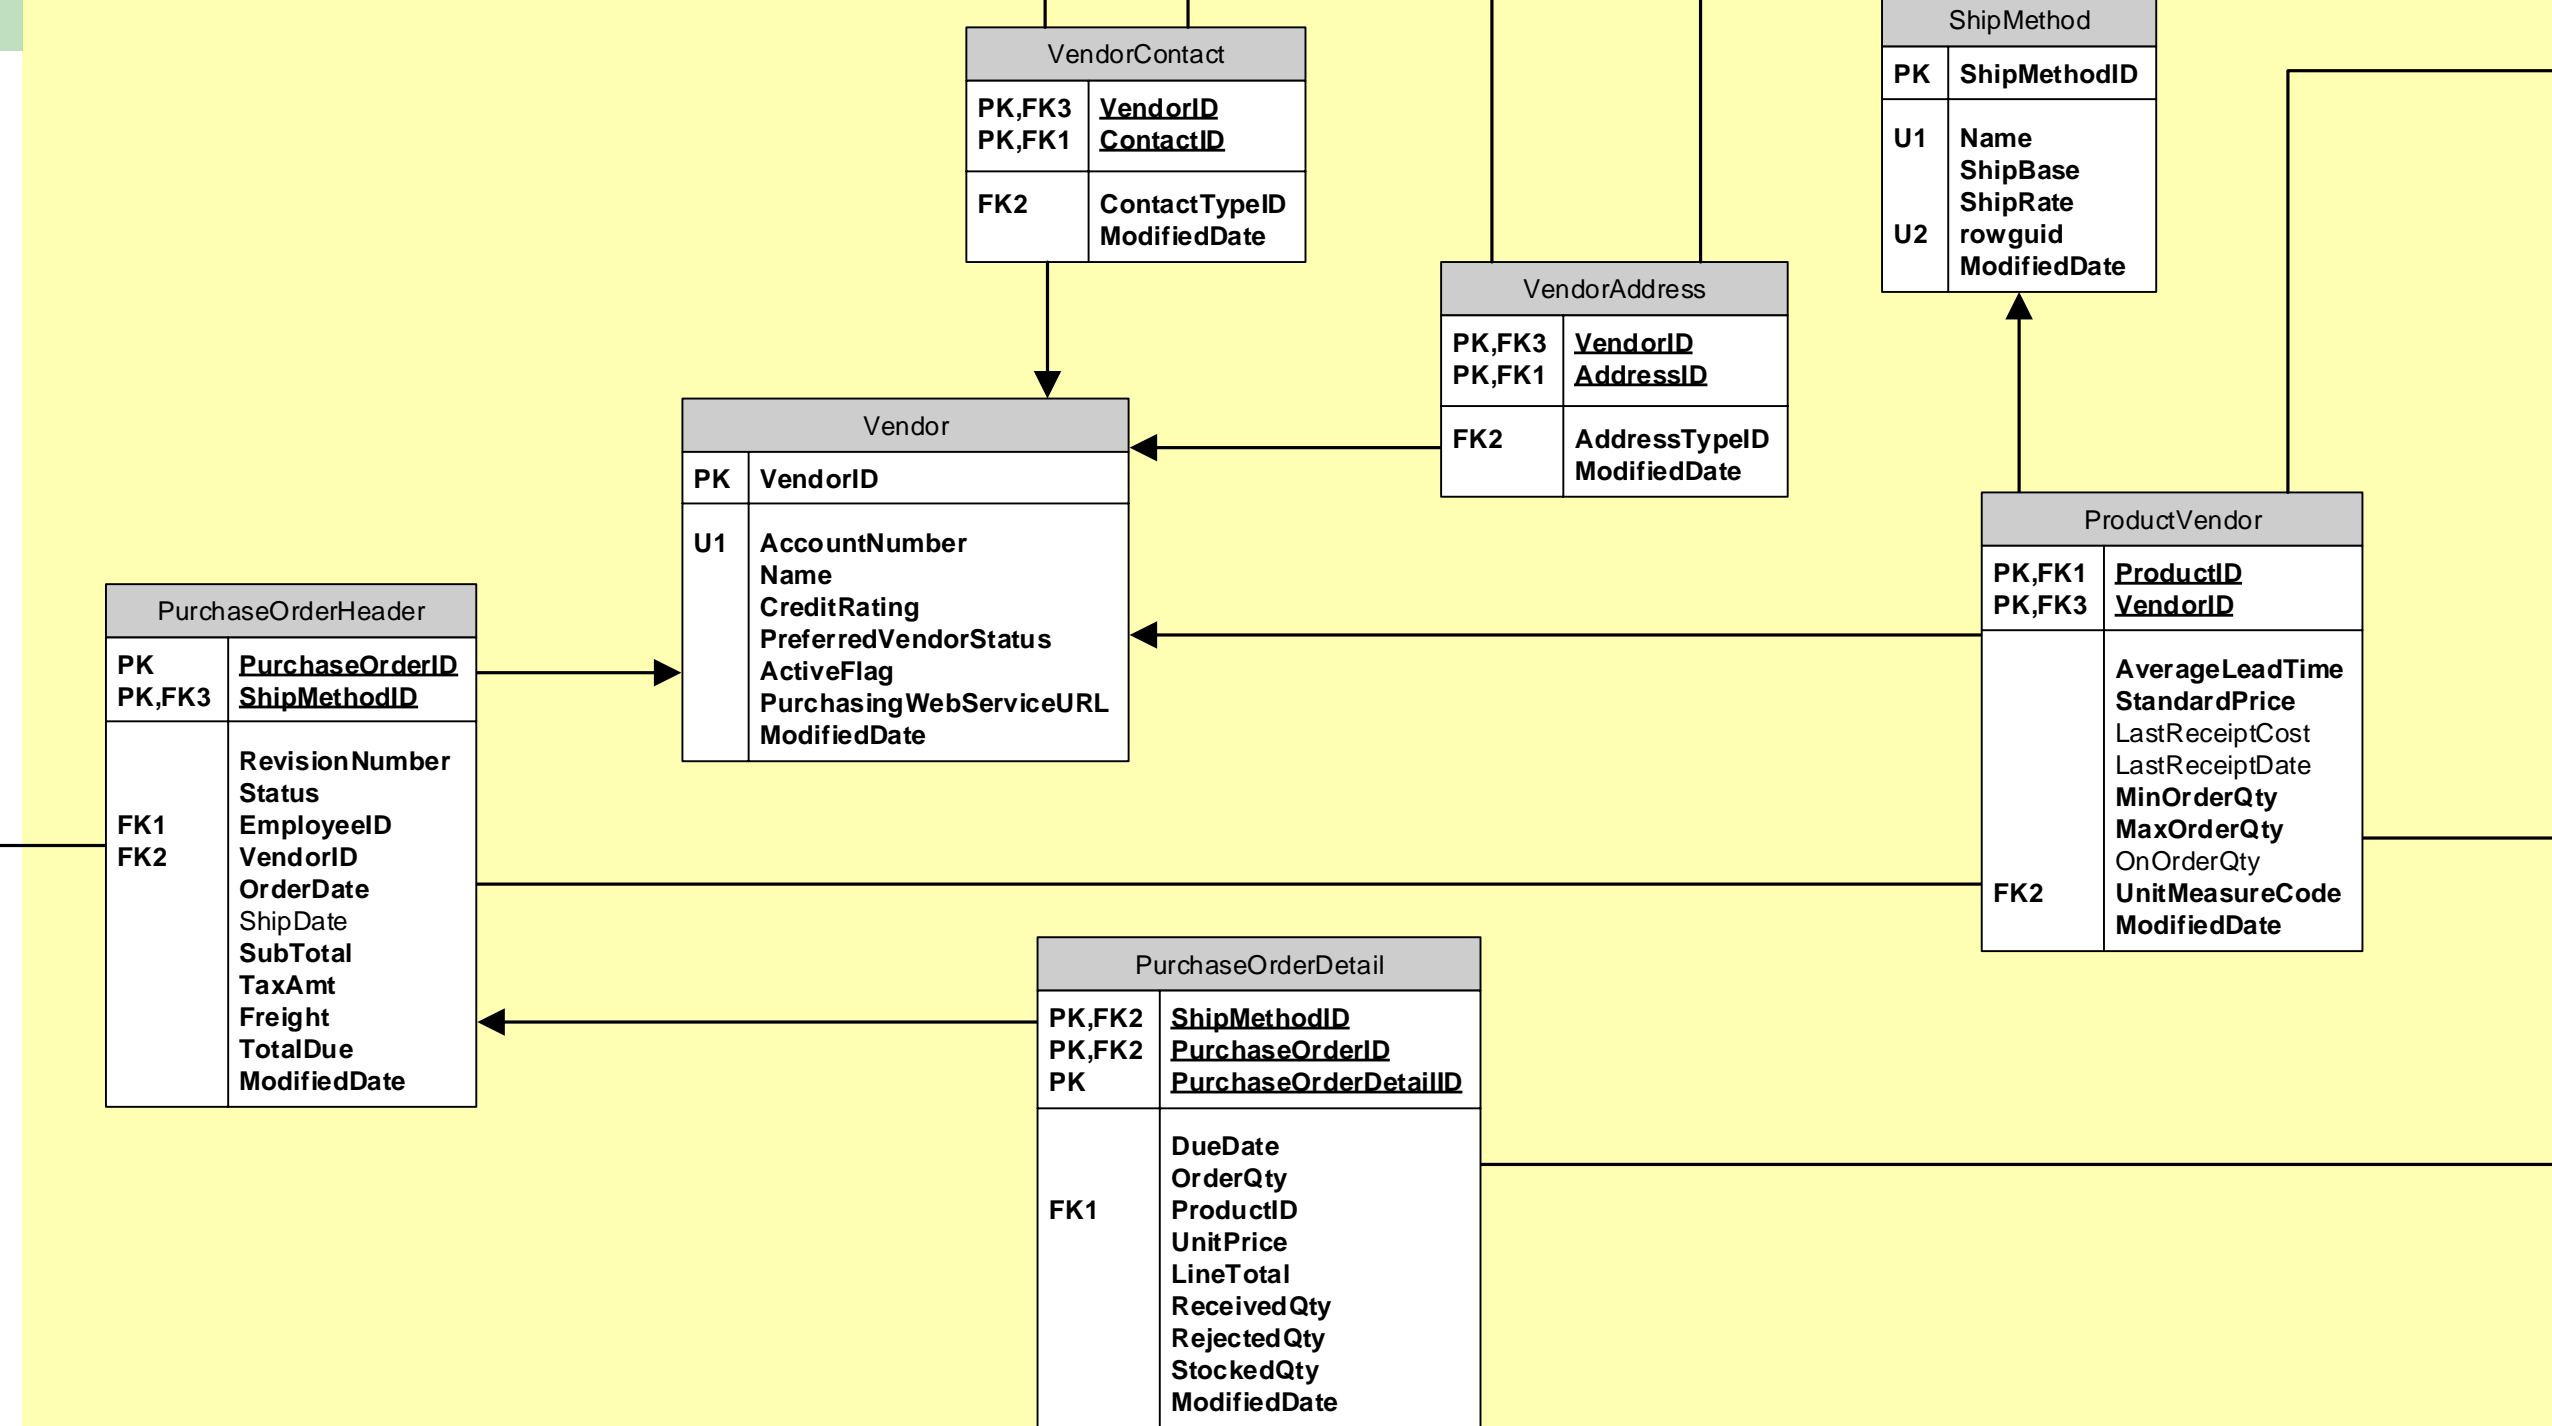 VendorContact
PK,FK3 VendorID
PK,FK1 ContactID
FK2 ContactTypeID
ModifiedDate
ShipMethod
PK ShipMethodID
U1 Name
ShipBase
ShipRate
U2 rowguid
ModifiedDate
VendorAddress
PK,FK3 VendorID
PK,FK1 AddressID
FK2 AddressTypeID
ModifiedDate
Vendor
PK VendorID
U1 AccountNumber
Name
CreditRating
PreferredVendorStatus
ActiveFlag
PurchasingWebServiceURL
ModifiedDate
ProductVendor
PK,FK1 ProductID
PK,FK3 VendorID
AverageLeadTime
StandardPrice
LastReceiptCost
LastReceiptDate
MinOrderQty
MaxOrderQty
OnOrderQty
FK2 UnitMeasureCode
ModifiedDate
PurchaseOrderHeader
PK PurchaseOrderID
PK,FK3 ShipMethodID
RevisionNumber
Status
FK1 EmployeeID
FK2 VendorID
OrderDate
ShipDate
SubTotal
TaxAmt
Freight
TotalDue
ModifiedDate
PurchaseOrderDetail
PK,FK2 ShipMethodID
PK,FK2 PurchaseOrderID
PK PurchaseOrderDetailID
DueDate
OrderQty
FK1 ProductID
UnitPrice
LineTotal
ReceivedQty
RejectedQty
StockedQty
ModifiedDate